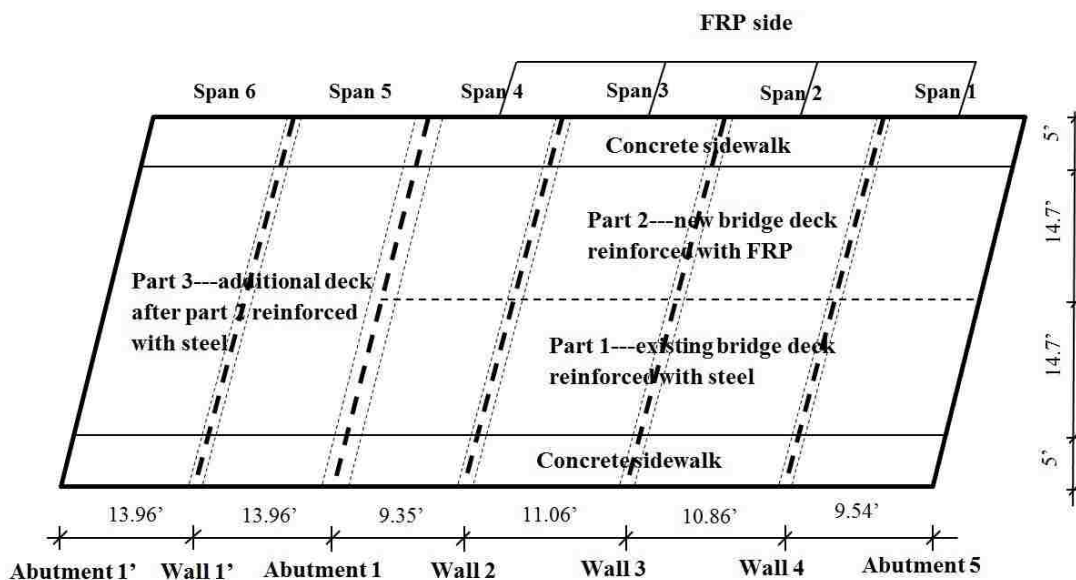 FRP side
Span 6 Span 5 Span 4 Span 3 Span 2 Span 1
Concrete sidewalk
5’
Part 2---new bridge deck
reinforced with FRP
14.7’
Part 3---additional deck
after part 2 reinforced
with steel
Part 1---existing bridge deck
reinforced with steel
14.7’
Concrete sidewalk
5’
13.96’ 13.96’ 9.35’ 11.06’ 10.86’ 9.54’
Abutment 1’ Wall 1’ Abutment 1 Wall 2 Wall 3 Wall 4 Abutment 5